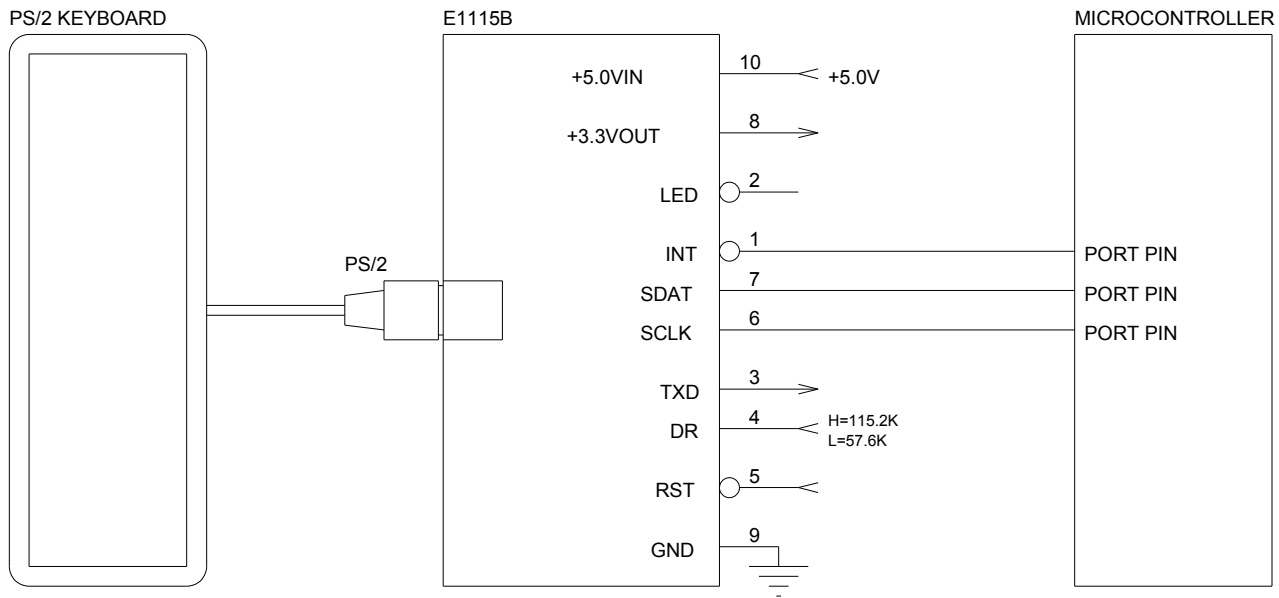 PS/2 KEYBOARD
E1115B
MICROCONTROLLER
+5.0VIN
10
+5.0V
+3.3VOUT
8
LED
2
INT
1
PORT PIN
PS/2
SDAT
7
PORT PIN
SCLK
6
PORT PIN
TXD
3
DR
4
H=115.2K
L=57.6K
RST
5
GND
9